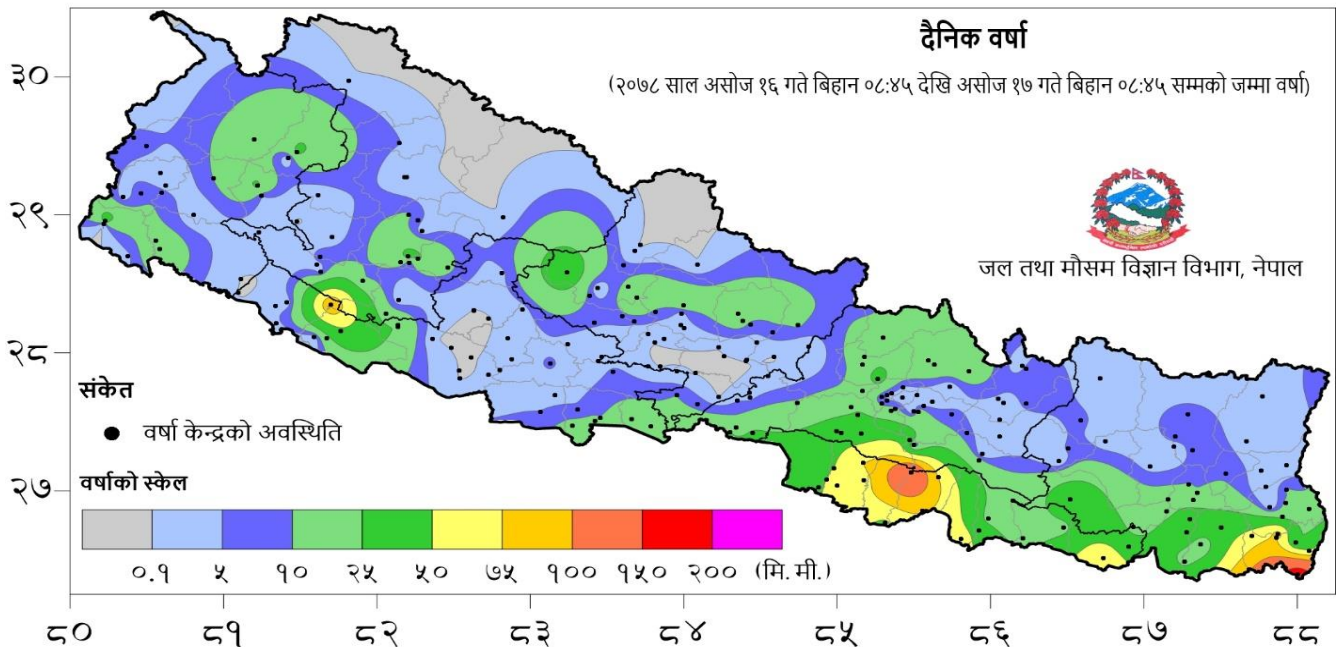 दैनिक वर्षा
(२०७८ साल असोज १६ गते बिहान ०८:४५ देखि असोज १७ गते बिहान ०८:४५ सम्मको जम्मा वर्षा)
जल तथा मौसम विज्ञान विभाग, नेपाल
३०
२९
२८
२७
संकेत
वर्षा केन्द्रको अवस्थिति
वर्षाको स्केल
०.१ ५ १० २५ ५० ७५ १०० १५० २०० (मि. मी.)
८० ८१ ८२ ८३ ८४ ८५ ८६ ८७ ८८